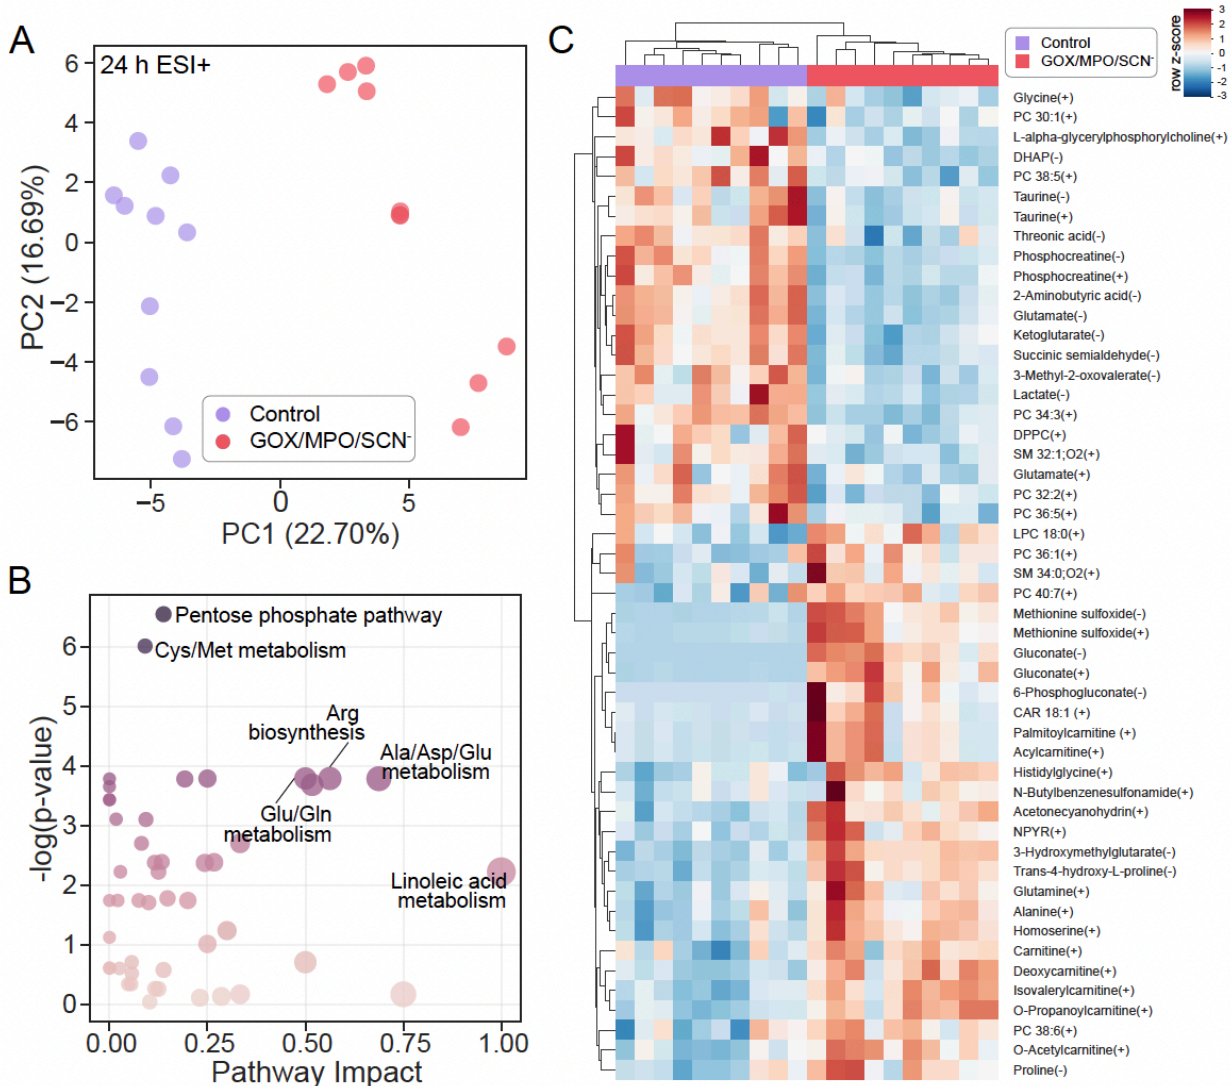 A
24 h ESI+
6
4
2
0
−2
−4
−6
PC2 (16.69%)
Control
GOX/MPO/SCN-
−5
0
5
PC1 (22.70%)
B
Pentose phosphate pathway
Cys/Met metabolism
Arg
biosynthesis
Ala/Asp/Glu
metabolism
Glu/Gln
metabolism
Linoleic acid
metabolism
6
5
4
3
2
1
0
-log(p-value)
0.00
0.25
0.50
0.75
1.00
Pathway Impact
C
Control
GOX/MPO/SCN-
row z-score
3
2
1
0
-1
-2
-3
Glycine(+)
PC 30:1(+)
L-alpha-glycerylphosphorylcholine(+)
DHAP(-)
PC 38:5(+)
Taurine(-)
Taurine(+)
Threonic acid(-)
Phosphocreatine(-)
Phosphocreatine(+)
2-Aminobutyric acid(-)
Glutamate(-)
Ketoglutarate(-)
Succinic semialdehyde(-)
3-Methyl-2-oxovalerate(-)
Lactate(-)
PC 34:3(+)
DPPC(+)
SM 32:1;O2(+)
Glutamate(+)
PC 32:2(+)
PC 36:5(+)
LPC 18:0(+)
PC 36:1(+)
SM 34:0;O2(+)
PC 40:7(+)
Methionine sulfoxide(-)
Methionine sulfoxide(+)
Gluconate(-)
Gluconate(+)
6-Phosphogluconate(-)
CAR 18:1 (+)
Palmitoylcarnitine (+)
Acylcarnitine(+)
Histidylglycine(+)
N-Butylbenzenesulfonamide(+)
Acetonecyanohydrin(+)
NPYR(+)
3-Hydroxymethylglutarate(-)
Trans-4-hydroxy-L-proline(-)
Glutamine(+)
Alanine(+)
Homoserine(+)
Carnitine(+)
Deoxycarnitine(+)
Isovalerylcarnitine(+)
O-Propanoylcarnitine(+)
PC 38:6(+)
O-Acetylcarnitine(+)
Proline(-)